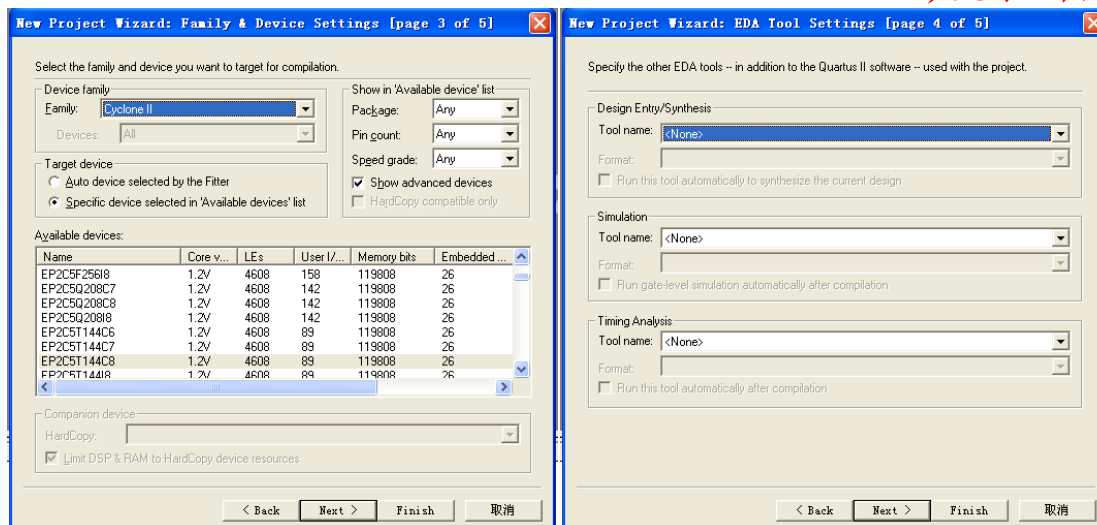 New Project Wizard: Family & Device Settings [page 3 of 5]
Select the family and device you want to target for compilation.
Device family
Family: Cyclone II
Devices: All
Show in 'Available device' list
Package: Any
Pin count: Any
Speed grade: Any
Show advanced devices
HardCopy compatible only
Target device
Auto device selected by the Fitter
Specific device selected in 'Available devices' list
Available devices:
Name Core v... LEs User I/... Memory bits Embedded ...
EP2C5F256I8 1.2V 4608 158 119808 26
EP2C5Q208C7 1.2V 4608 142 119808 26
EP2C5Q208C8 1.2V 4608 142 119808 26
EP2C5Q208I8 1.2V 4608 142 119808 26
EP2C5T144C6 1.2V 4608 89 119808 26
EP2C5T144C7 1.2V 4608 89 119808 26
EP2C5T144C8 1.2V 4608 89 119808 26
EP2C5T144I8 1.2V 4608 89 119808 26
Companion device
HardCopy:
Limit DSP & RAM to HardCopy device resources
< Back Next > Finish 取消
New Project Wizard: EDA Tool Settings [page 4 of 5]
Specify the other EDA tools -- in addition to the Quartus II software -- used with the project.
Design Entry/Synthesis
Tool name: <None>
Format:
Run this tool automatically to synthesize the current design
Simulation
Tool name: <None>
Format:
Run gate-level simulation automatically after compilation
Timing Analysis
Tool name: <None>
Format:
Run this tool automatically after compilation
< Back Next > Finish 取消